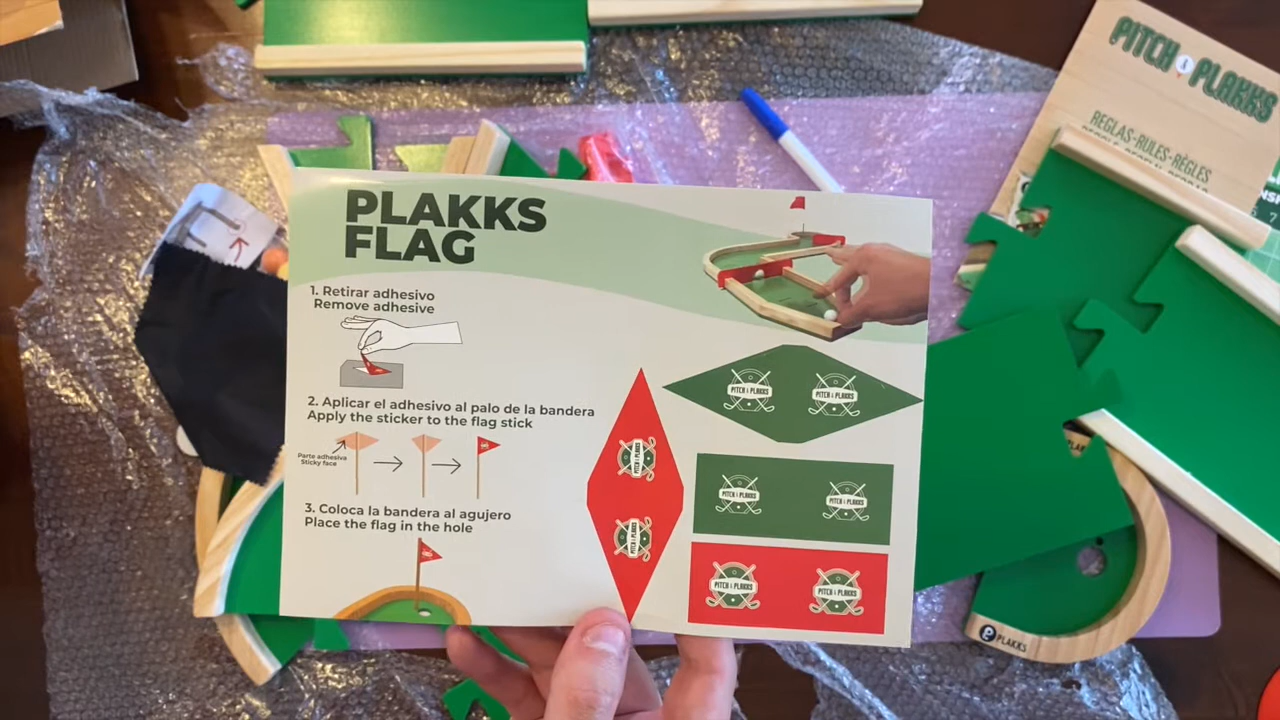 PITCH & PLAKKS
REGLAS-RULES-RÈGLES
PLAKKS
FLAG
1. Retirar adhesivo
Remove adhesive
2. Aplicar el adhesivo al palo de la bandera
Apply the sticker to the flag stick
Parte adhesiva
Sticky face
3. Coloca la bandera al agujero
Place the flag in the hole
PITCH & PLAKKS
PITCH & PLAKKS
PITCH & PLAKKS
PITCH & PLAKKS
PITCH & PLAKKS
PITCH & PLAKKS
PITCH & PLAKKS
PITCH & PLAKKS
PLAKKS